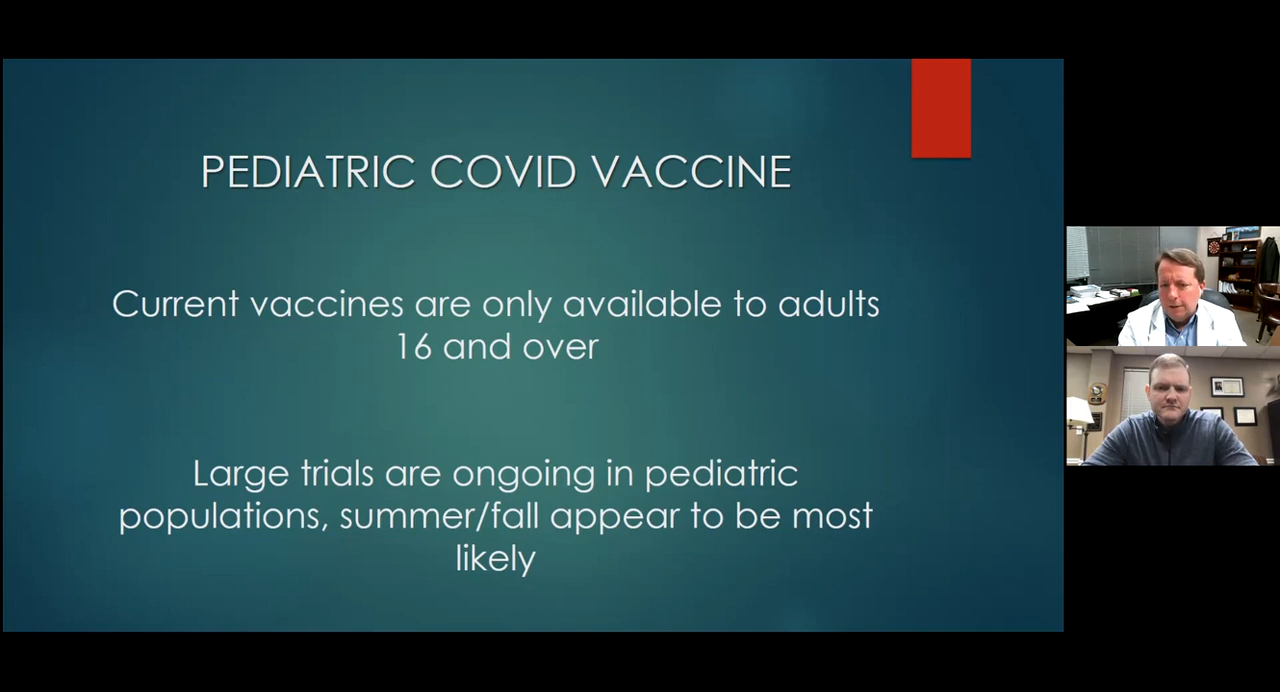 PEDIATRIC COVID VACCINE
Current vaccines are only available to adults
16 and over
Large trials are ongoing in pediatric
populations, summer/fall appear to be most
likely